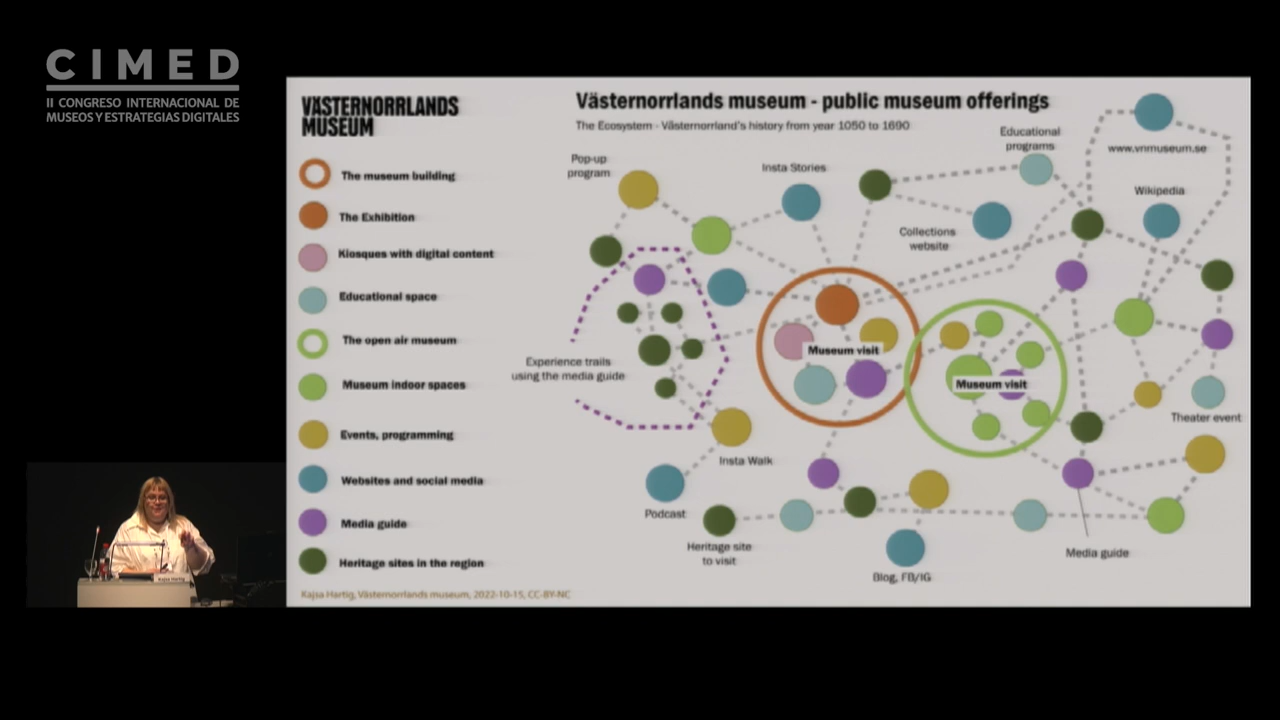 CIMED
II CONGRESO INTERNACIONAL DE
MUSEOS Y ESTRATEGIAS DIGITALES
VÄSTERNORRLANDS
MUSEUM
The museum building
The Exhibition
Kiosques with digital content
Educational space
The open air museum
Museum indoor spaces
Events, programming
Websites and social media
Media guide
Heritage sites in the region
Kajsa Hartig, Västernorrlands museum, 2022-10-15, CC-BY-NC
Västernorrlands museum - public museum offerings
The Ecosystem - Västernorrland's history from year 1050 to 1690
Pop-up
program
Insta Stories
Educational
programs
www.vnmuseum.se
Wikipedia
Collections
website
Experience trails
using the media guide
Museum visit
Museum visit
Theater event
Insta Walk
Podcast
Heritage site
to visit
Blog, FB/IG
Media guide
Kajsa Hartig